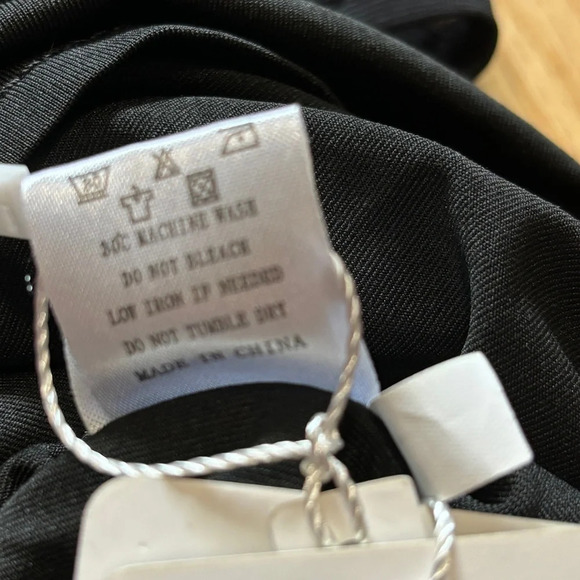 30C MACHINE WASH
DO NOT BLEACH
LOW IRON IF NEEDED
DO NOT TUMBLE DRY
MADE IN CHINA